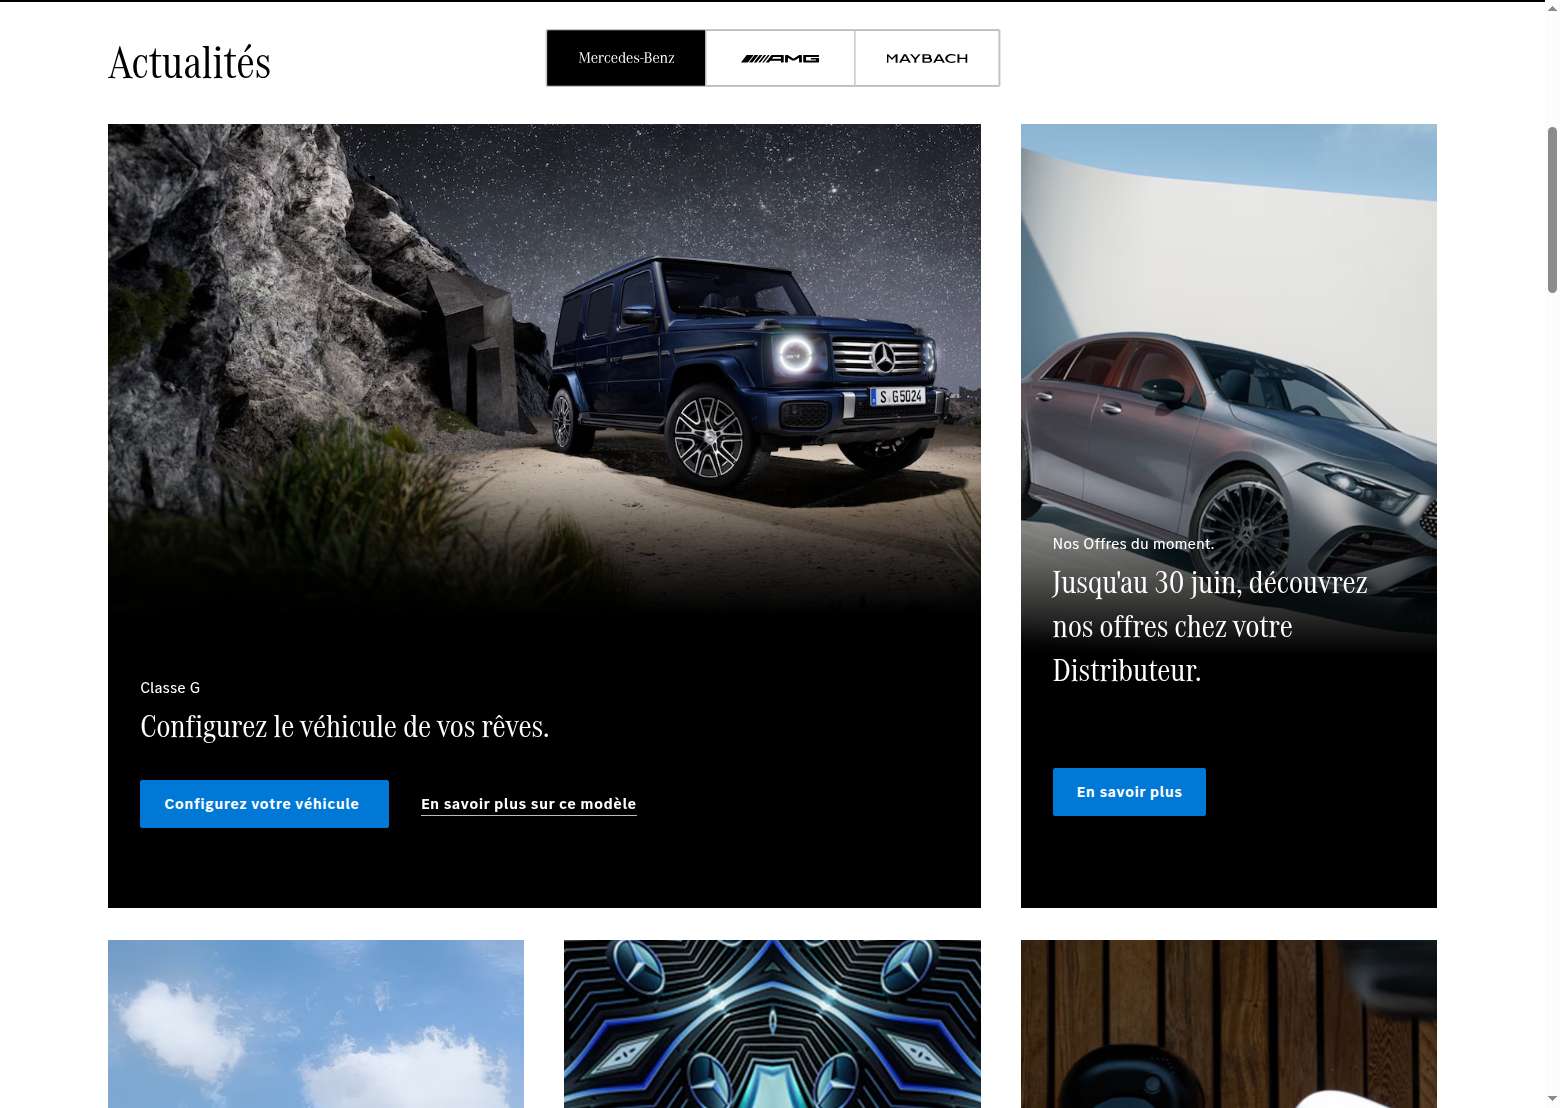 Actualités
Mercedes-Benz
AMG
MAYBACH
S G 5024
Classe G
Configurez le véhicule de vos rêves.
Configurez votre véhicule
En savoir plus sur ce modèle
Nos Offres du moment.
Jusqu'au 30 juin, découvrez
nos offres chez votre
Distributeur.
En savoir plus